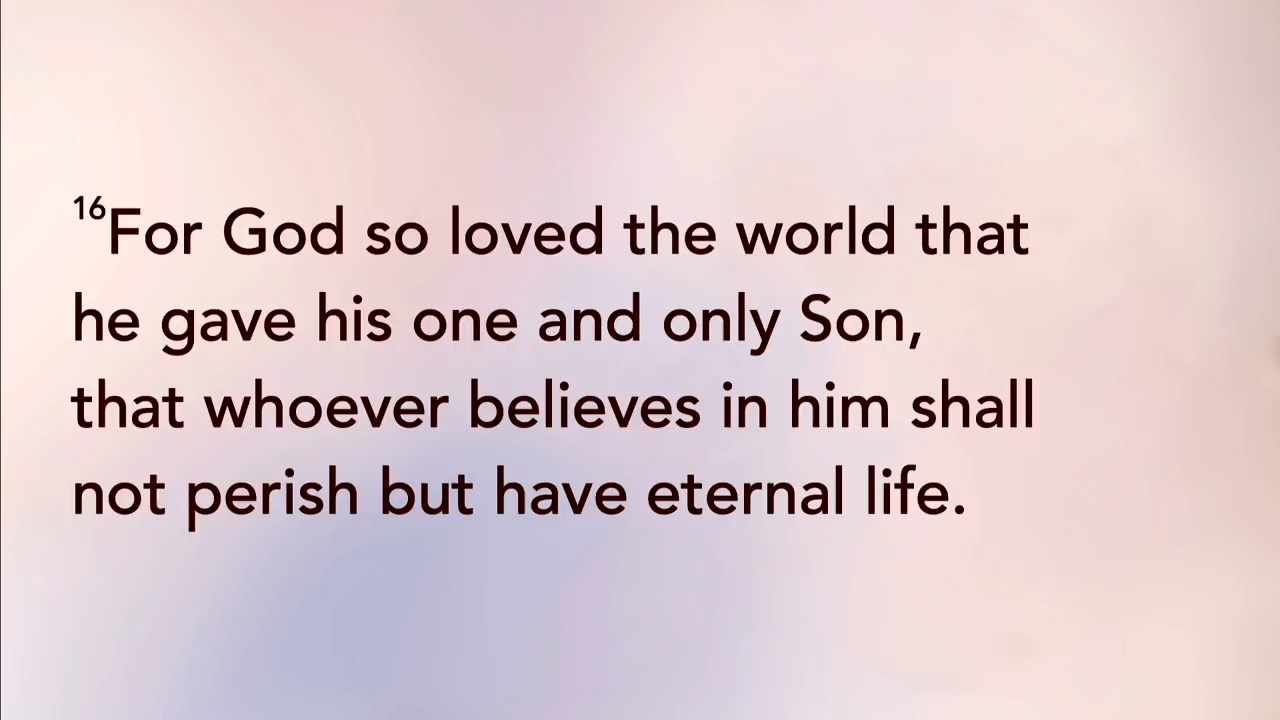 ¹⁶For God so loved the world that
he gave his one and only Son,
that whoever believes in him shall
not perish but have eternal life.